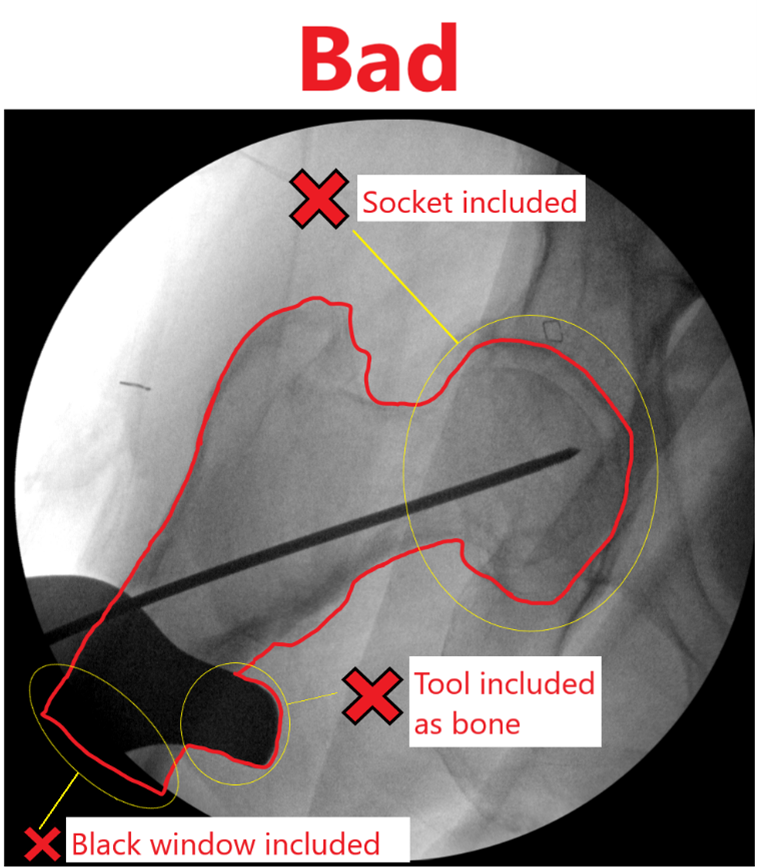 Bad
Socket included
Tool included
as bone
Black window included